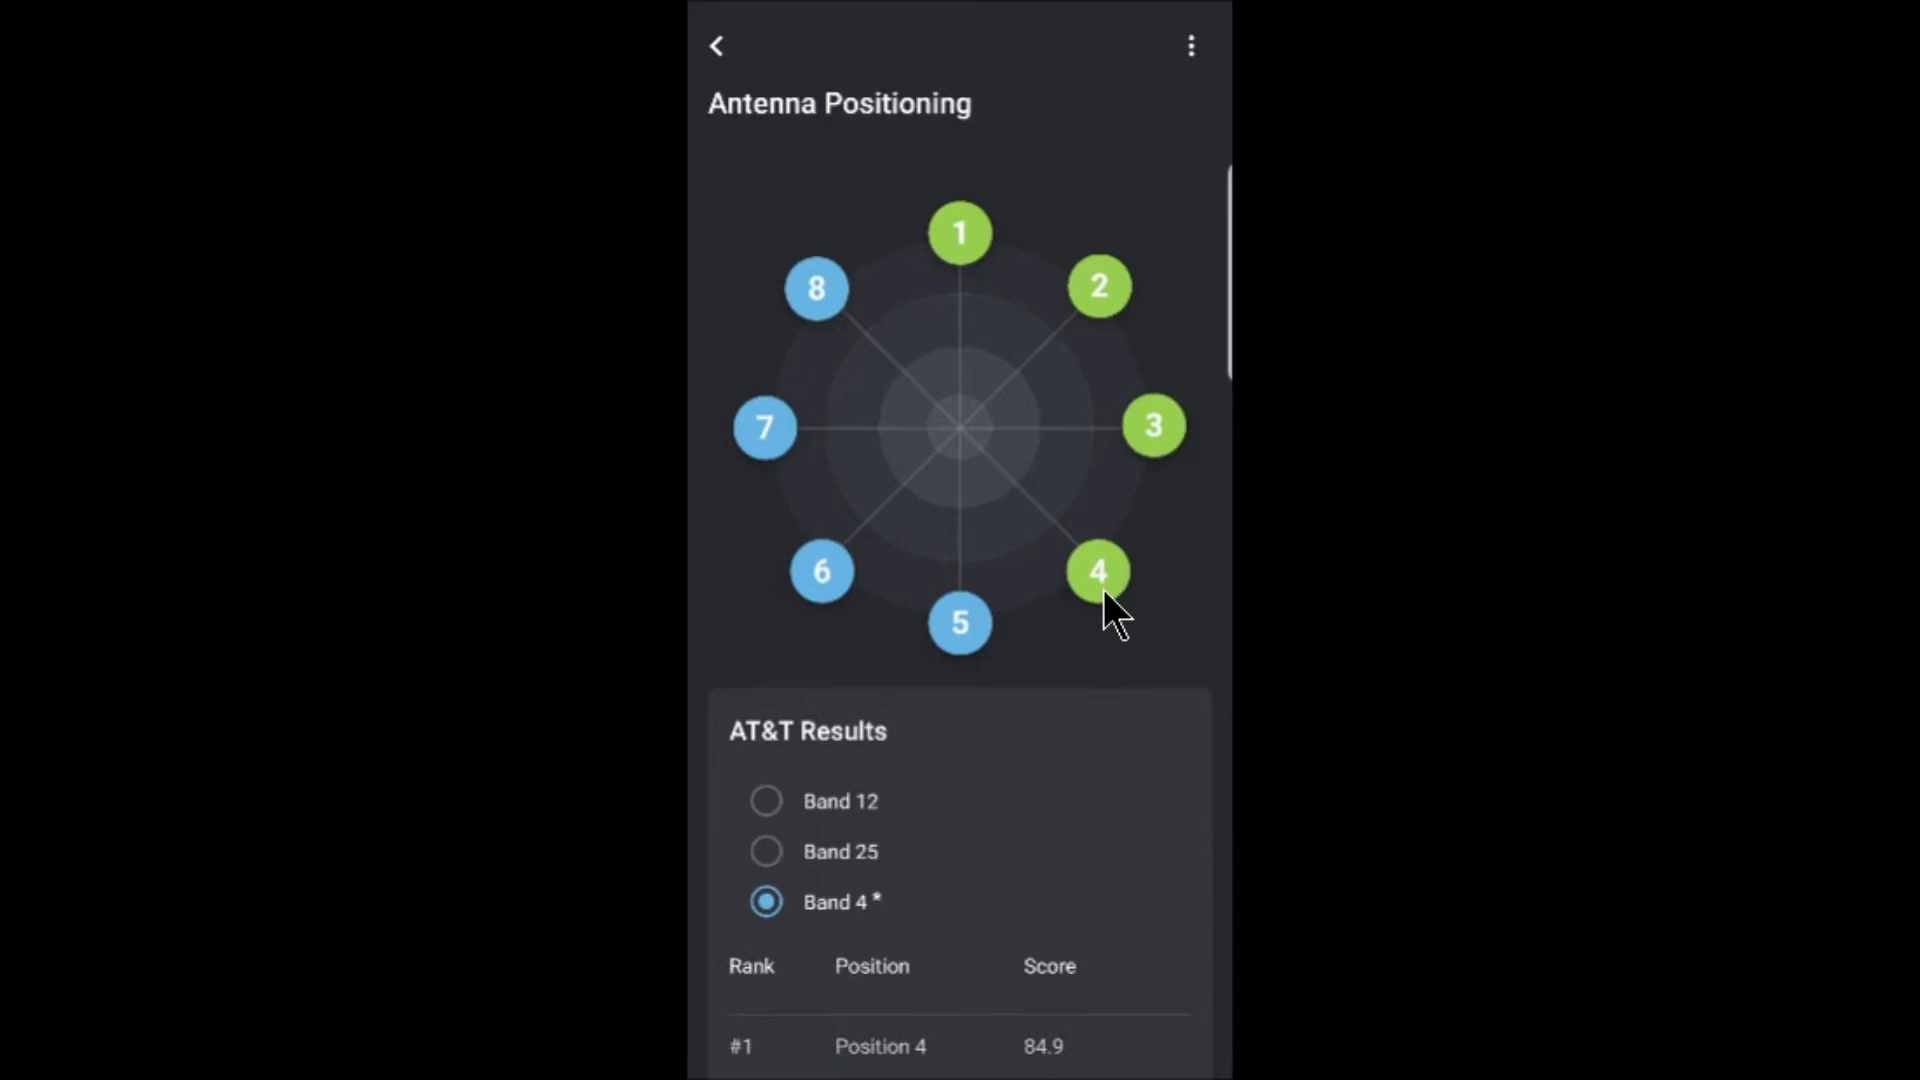 Antenna Positioning
1
8
2
7
3
6
4
5
AT&T Results
Band 12
Band 25
Band 4 *
Rank Position Score
#1 Position 4 84.9